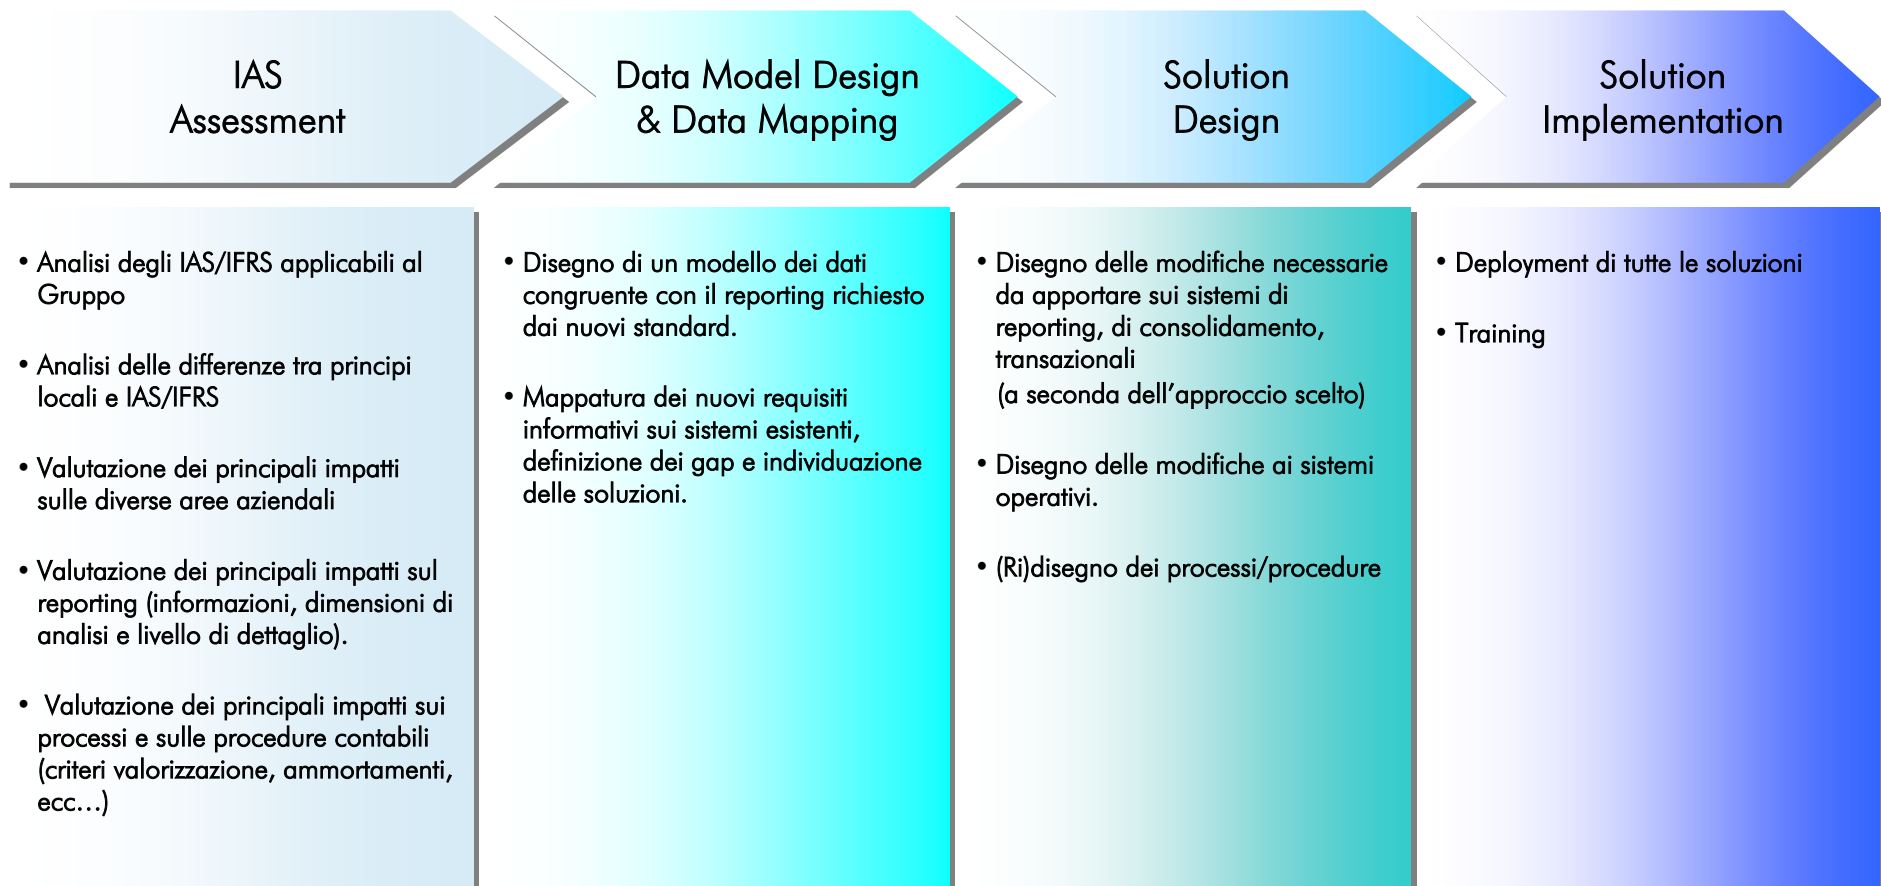 IAS
Assessment
Data Model Design
& Data Mapping
Solution
Design
Solution
Implementation
• Analisi degli IAS/IFRS applicabili al
Gruppo
• Analisi delle differenze tra principi
locali e IAS/IFRS
• Valutazione dei principali impatti
sulle diverse aree aziendali
• Valutazione dei principali impatti sul
reporting (informazioni, dimensioni di
analisi e livello di dettaglio).
• Valutazione dei principali impatti sui
processi e sulle procedure contabili
(criteri valorizzazione, ammortamenti,
ecc...)
• Disegno di un modello dei dati
congruente con il reporting richiesto
dai nuovi standard.
• Mappatura dei nuovi requisiti
informativi sui sistemi esistenti,
definizione dei gap e individuazione
delle soluzioni.
• Disegno delle modifiche necessarie
da apportare sui sistemi di
reporting, di consolidamento,
transazionali
(a seconda dell’approccio scelto)
• Disegno delle modifiche ai sistemi
operativi.
• (Ri)disegno dei processi/procedure
• Deployment di tutte le soluzioni
• Training